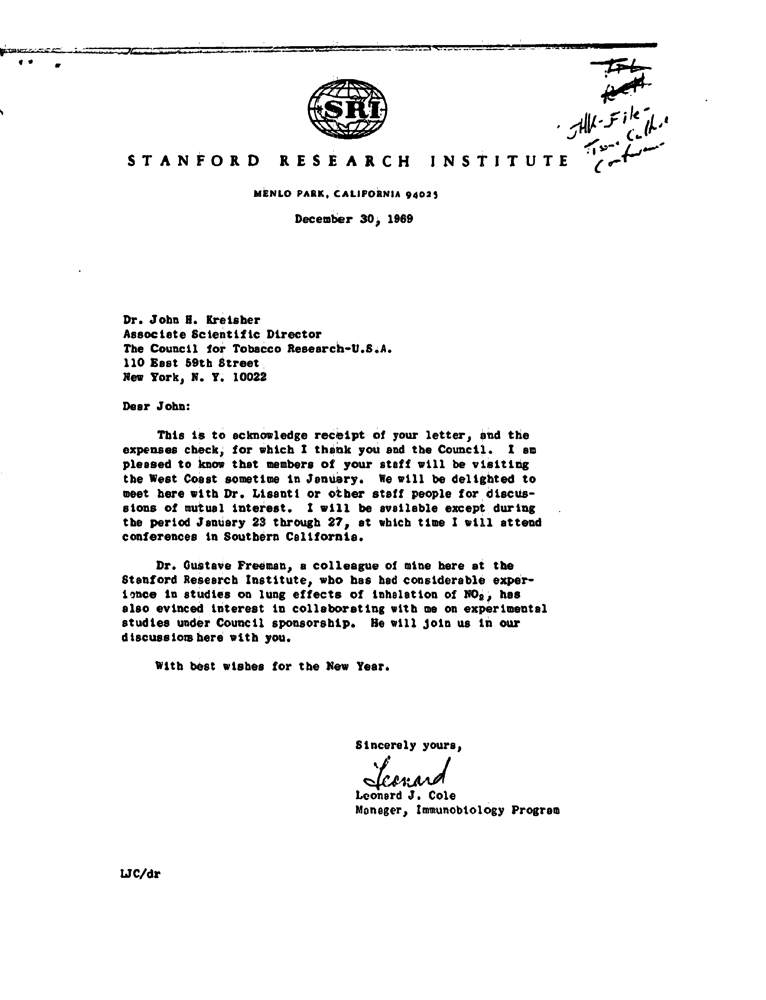 JHK-File-
SRI
STANFORD RESEARCH INSTITUTE
MENLO PARK, CALIFORNIA 94025
December 30, 1969
Dr. John H. Kreisher
Associate Scientific Director
The Council for Tobacco Research-U.S.A.
110 East 59th Street
New York, N. Y. 10022
Dear John:
This is to acknowledge receipt of your letter, and the
expenses check, for which I thank you and the Council. I am
pleased to know that members of your staff will be visiting
the West Coast sometime in January. We will be delighted to
meet here with Dr. Lisanti or other staff people for discus-
sions of mutual interest. I will be available except during
the period January 23 through 27, at which time I will attend
conferences in Southern California.
Dr. Gustave Freeman, a colleague of mine here at the
Stanford Research Institute, who has had considerable exper-
ience in studies on lung effects of inhalation of NO₂, has
also evinced interest in collaborating with me on experimental
studies under Council sponsorship. He will join us in our
discussions here with you.
With best wishes for the New Year.
Sincerely yours,
Leonard
Leonard J. Cole
Manager, Immunobiology Program
LJC/dr